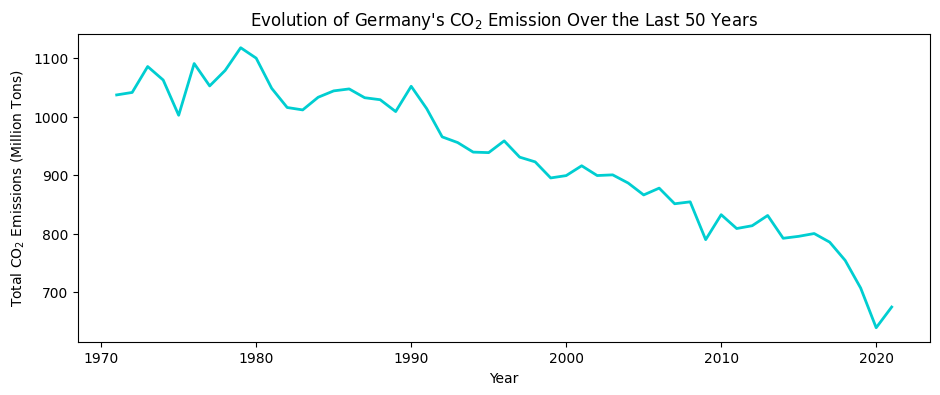 Evolution of Germany's CO₂ Emission Over the Last 50 Years
Total CO₂ Emissions (Million Tons)
1100
1000
900
800
700
1970 1980 1990 2000 2010 2020
Year